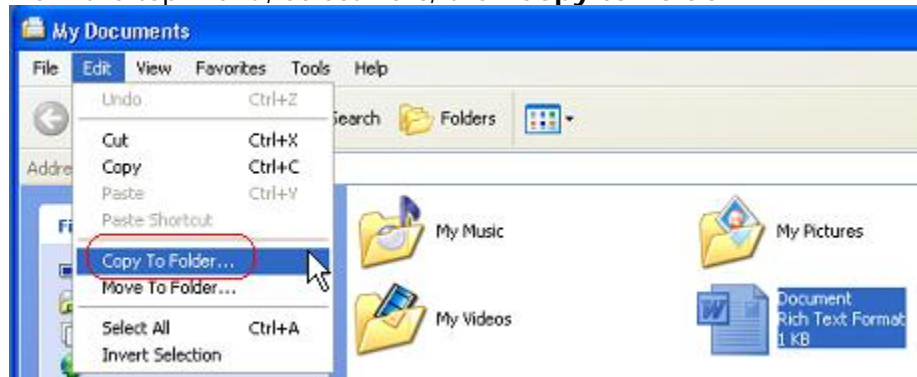 My Documents
File Edit View Favorites Tools Help
Undo Ctrl+Z
Search Folders
Cut Ctrl+X
Copy Ctrl+C
Paste Ctrl+V
Paste Shortcut
My Music
My Pictures
Copy To Folder...
Move To Folder...
My Videos
Document
Rich Text Format
1 KB
Select All Ctrl+A
Invert Selection